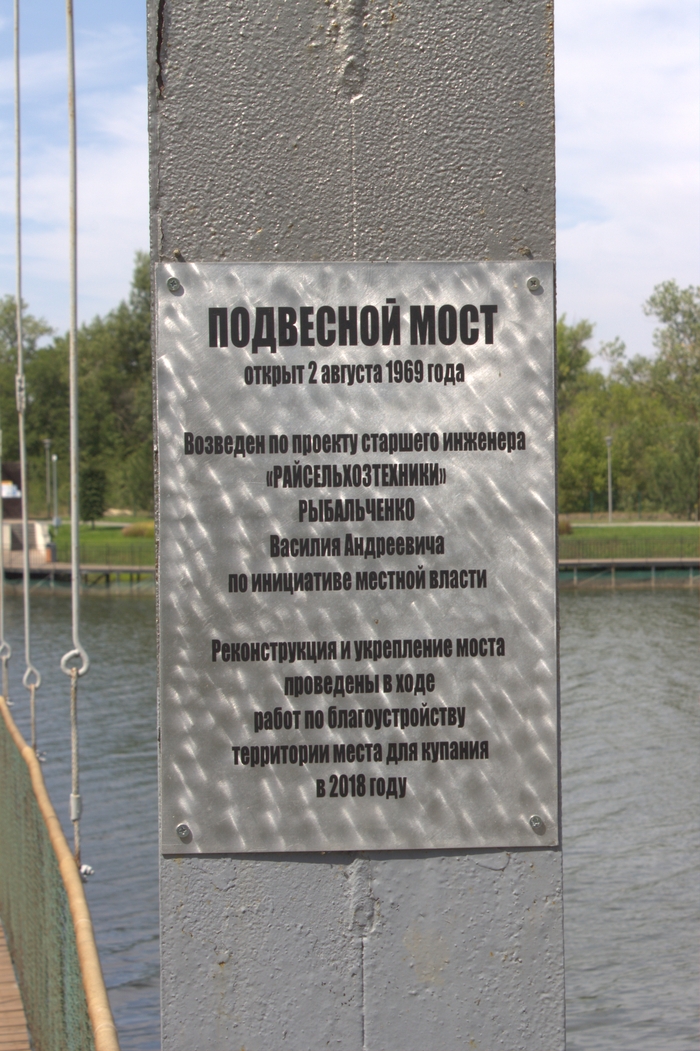 ПОДВЕСНОЙ МОСТ
открыт 2 августа 1969 года
Возведен по проекту старшего инженера
«РАЙСЕЛЬХОЗТЕХНИКИ»
РЫБАЛЬЧЕНКО
Василия Андреевича
по инициативе местной власти
Реконструкция и укрепление моста
проведены в ходе
работ по благоустройству
территории места для купания
в 2018 году